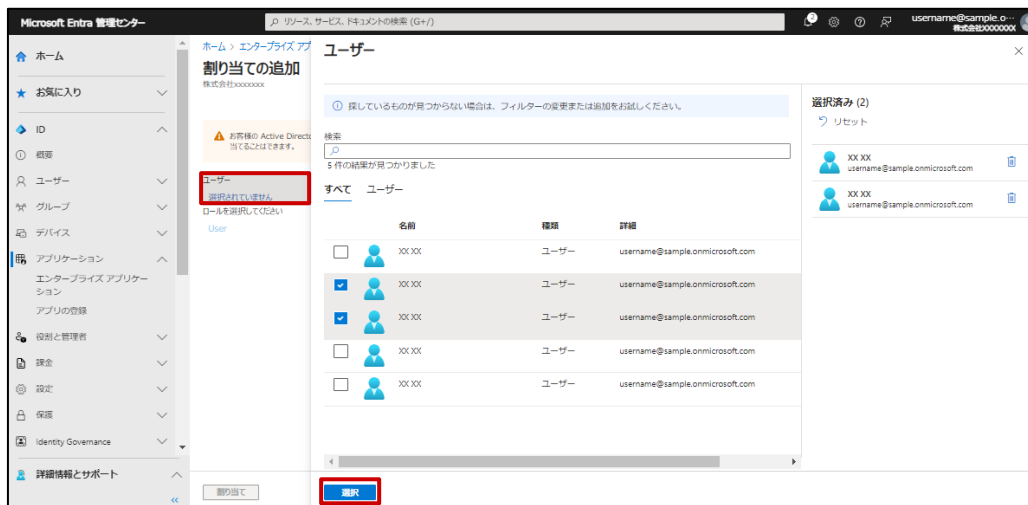 Microsoft Entra 管理センター
リソース、サービス、ドキュメントの検索 (G+/)
2
username@sample.o…
株式会社XXXXXXX
ホーム
お気に入り
ID
概要
ユーザー
グループ
デバイス
アプリケーション
エンタープライズ アプリケー
ション
アプリの登録
役割と管理者
課金
設定
保護
Identity Governance
詳細情報とサポート
ホーム > エンタープライズ アプ
割り当ての追加
株式会社xxxxxxx
お客様の Active Directo
当てることはできます。
ユーザー
選択されていません
ロールを選択してください
User
割り当て
ユーザー
探しているものが見つからない場合は、フィルターの変更または追加をお試しください。
検索
5 件の結果が見つかりました
すべて ユーザー
名前 種類 詳細
XX XX ユーザー username@sample.onmicrosoft.com
XX XX ユーザー username@sample.onmicrosoft.com
XX XX ユーザー username@sample.onmicrosoft.com
XX XX ユーザー username@sample.onmicrosoft.com
XX XX ユーザー username@sample.onmicrosoft.com
選択
選択済み (2)
リセット
XX XX
username@sample.onmicrosoft.com
XX XX
username@sample.onmicrosoft.com